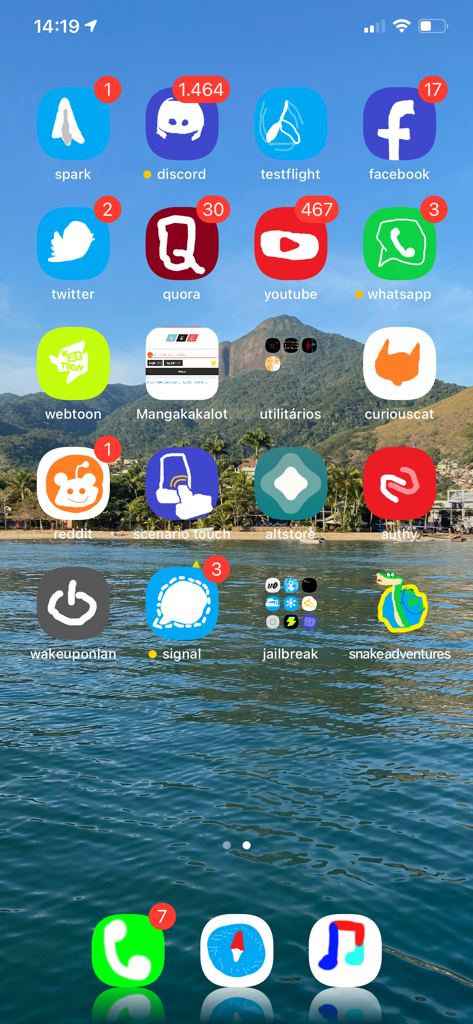 14:19
1
1.464
17
spark
discord
testflight
facebook
2
30
467
3
twitter
Q
quora
youtube
whatsapp
WEB
TOON
webtoon
Mangakakalot
utilitários
curiouscat
1
reddit
scenario touch
altstore
authy
3
wakeuponlan
signal
jailbreak
snakeadventures
7